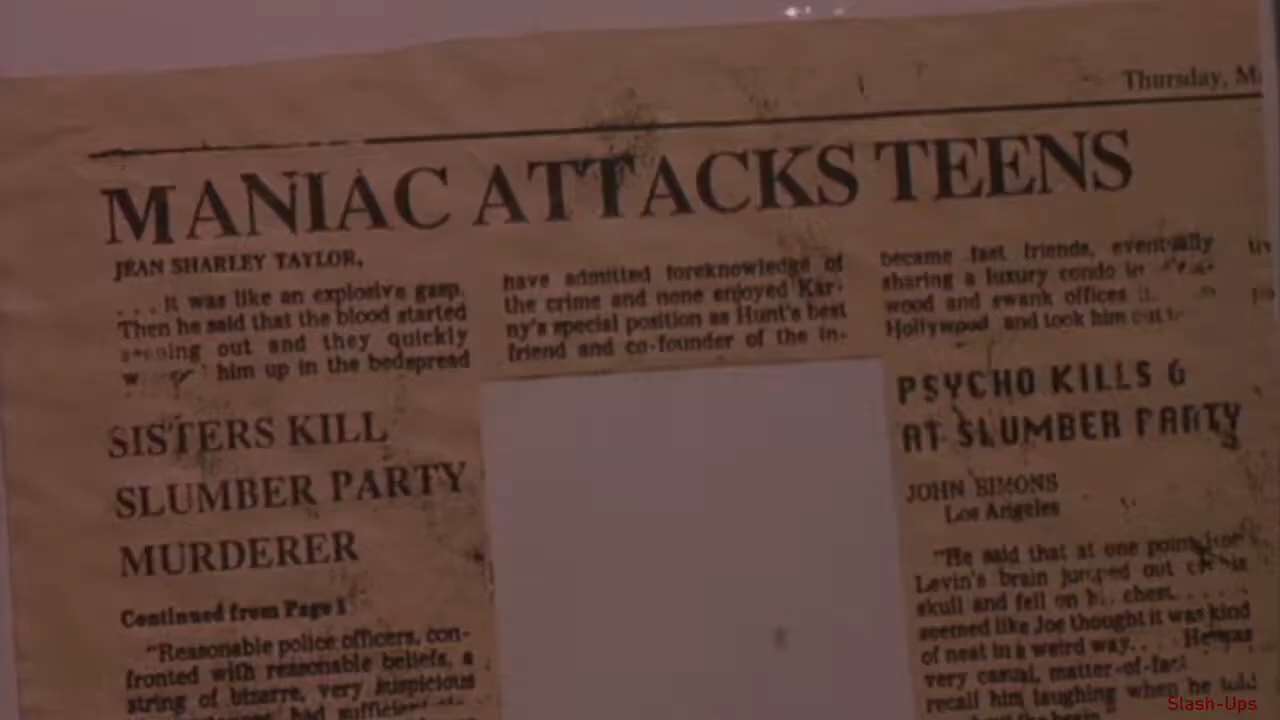 Thursday,
MANIAC ATTACKS TEENS
JEAN SHARLEY TAYLOR,
. . . it was like an explosive gasp.
Then he said that the blood started
out and they quickly
him up in the bedspread
SISTERS KILL
SLUMBER PARTY
MURDERER
Continued from Page 1
"Reasonable police officers, con-
fronted with reasonable beliefs, a
string of bizarre, very suspicious
had sufficient
have admitted foreknowledge of
the crime and none enjoyed Kar-
ny's special position as Hunt's best
friend and co-founder of the in-
became fast friends, eventually
sharing a luxury condo in
wood and swank offices
Hollywood and took him out
PSYCHO KILLS 6
AT SLUMBER PARTY
JOHN SIMONS
Los Angeles
"He said that at one point
Levin's brain jumped out of his
skull and fell on chest. . . . .
seemed like Joe thought it was kind
of neat in a weird way. . . . He was
very casual, matter-of-fact
recall him laughing when he told
Slash-Ups